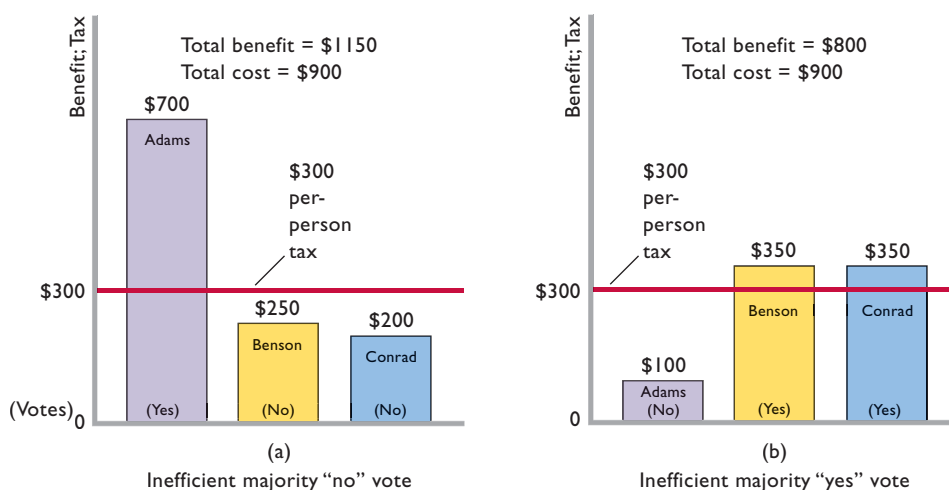 Benefit; Tax
Total benefit = $1150
Total cost = $900
$700
Adams
$300
per-
person
tax
$300
$250
Benson
$200
Conrad
(Votes)
0
(Yes)
(No)
(No)
(a)
Inefficient majority “no” vote
Benefit; Tax
Total benefit = $800
Total cost = $900
$300
per-
person
tax
$350
$350
$300
Benson
Conrad
$100
Adams
(No)
(Yes)
(Yes)
0
(b)
Inefficient majority “yes” vote